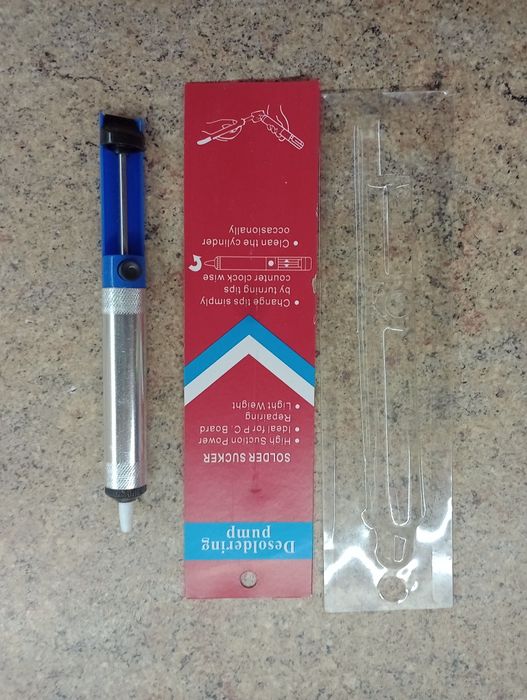 Desoldering
pump
SOLDER SUCKER
• High Suction Power
• Ideal for P.C. Board
Repairing
• Light Weight
• Change tips simply
by turning tips
counter clock wise
• Clean the cylinder
occasionally